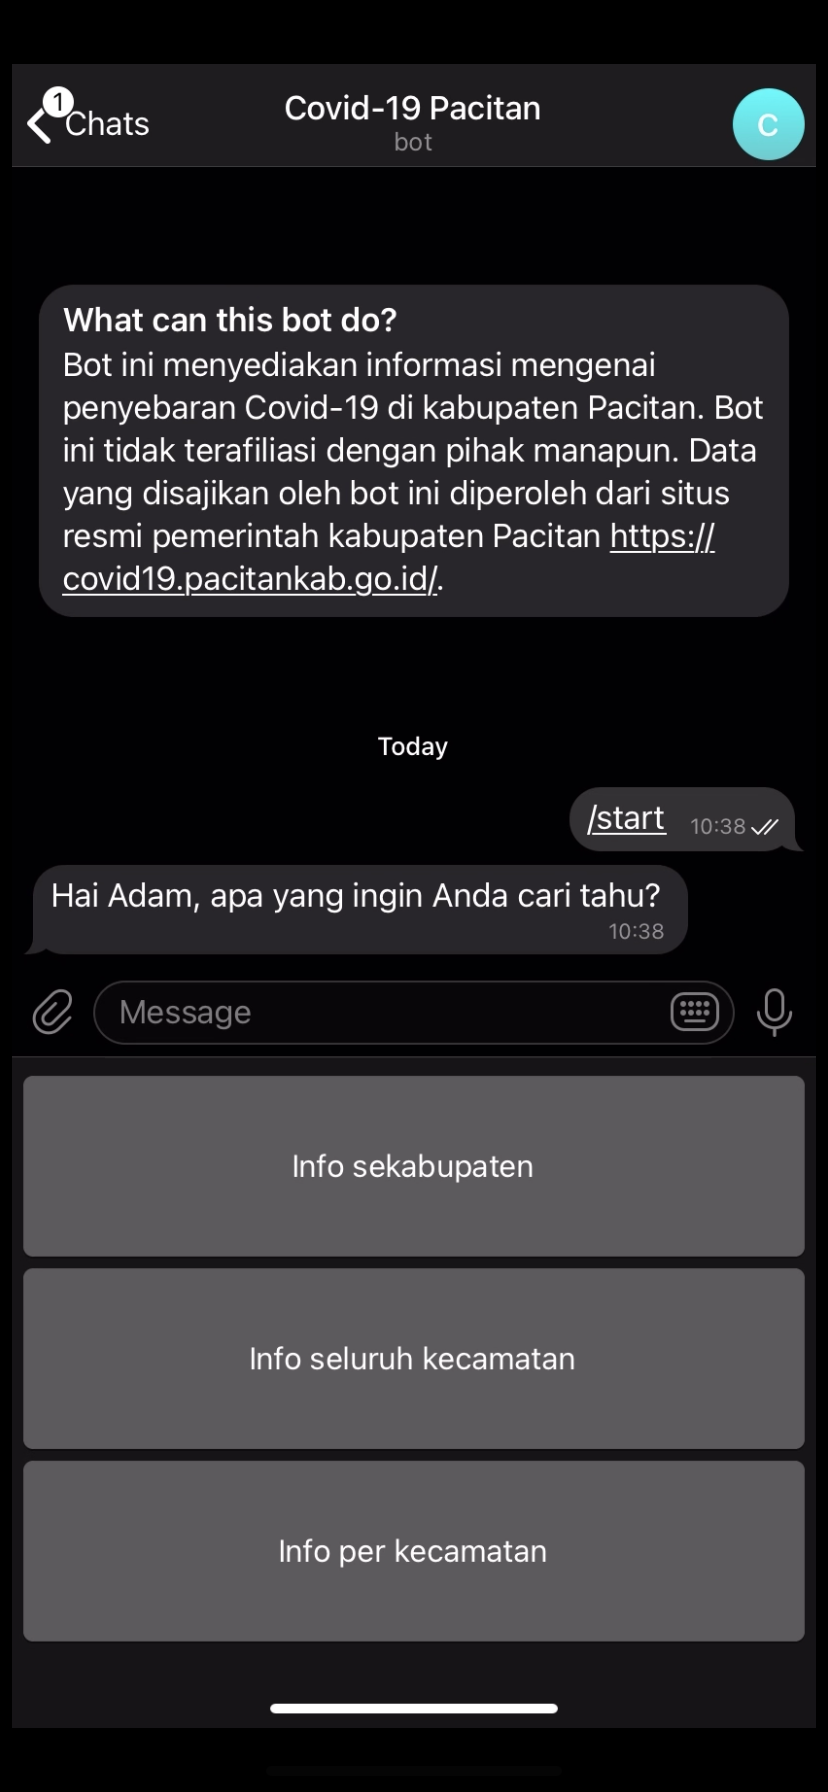 1
Chats
Covid-19 Pacitan
bot
C
What can this bot do?
Bot ini menyediakan informasi mengenai
penyebaran Covid-19 di kabupaten Pacitan. Bot
ini tidak terafiliasi dengan pihak manapun. Data
yang disajikan oleh bot ini diperoleh dari situs
resmi pemerintah kabupaten Pacitan https://
covid19.pacitankab.go.id/.
Today
/start 10:38
Hai Adam, apa yang ingin Anda cari tahu?
10:38
Message
Info sekabupaten
Info seluruh kecamatan
Info per kecamatan